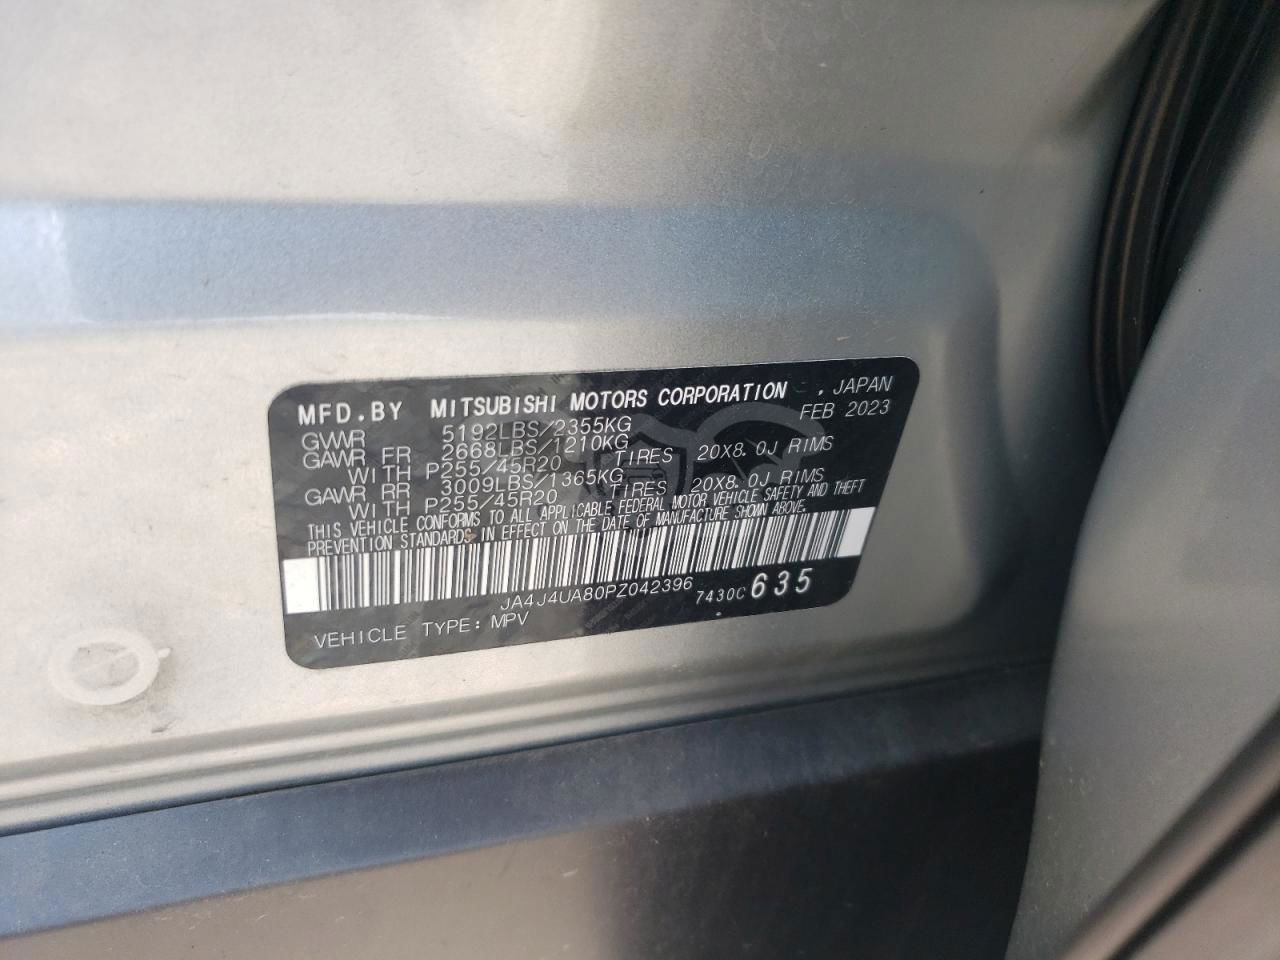 MFD.BY MITSUBISHI MOTORS CORPORATION , JAPAN
FEB 2023
GVWR 5192LBS/2355KG
GAWR FR 2668LBS/1210KG
WITH P255/45R20 TIRES 20X8.0J RIMS
GAWR RR 3009LBS/1365KG
WITH P255/45R20 TIRES 20X8.0J RIMS
THIS VEHICLE CONFORMS TO ALL APPLICABLE FEDERAL MOTOR VEHICLE SAFETY AND THEFT
PREVENTION STANDARDS IN EFFECT ON THE DATE OF MANUFACTURE SHOWN ABOVE.
JA4J4UA80PZ042396 7430C 635
VEHICLE TYPE: MPV